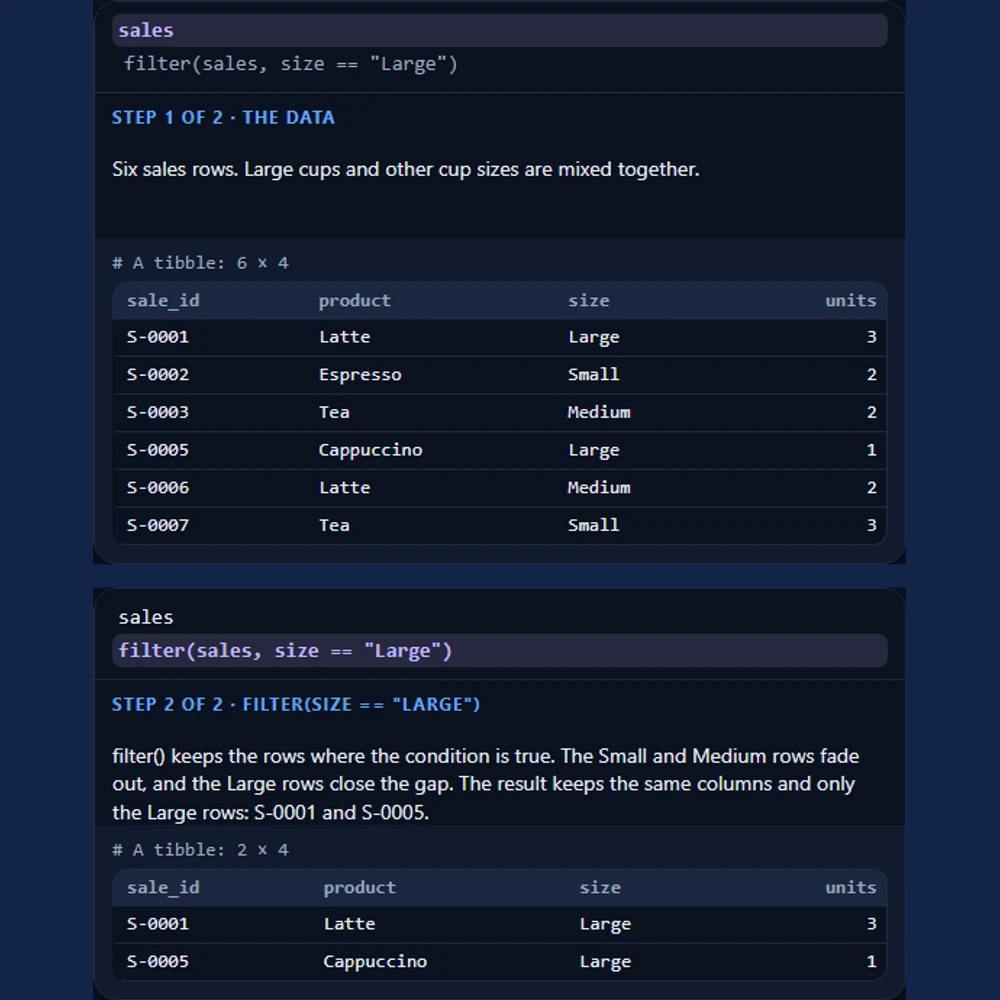 sales
filter(sales, size == "Large")
STEP 1 OF 2 · THE DATA
Six sales rows. Large cups and other cup sizes are mixed together.
# A tibble: 6 × 4
sale_id product size units
S-0001 Latte Large 3
S-0002 Espresso Small 2
S-0003 Tea Medium 2
S-0005 Cappuccino Large 1
S-0006 Latte Medium 2
S-0007 Tea Small 3
sales
filter(sales, size == "Large")
STEP 2 OF 2 · FILTER(SIZE == "LARGE")
filter() keeps the rows where the condition is true. The Small and Medium rows fade
out, and the Large rows close the gap. The result keeps the same columns and only
the Large rows: S-0001 and S-0005.
# A tibble: 2 × 4
sale_id product size units
S-0001 Latte Large 3
S-0005 Cappuccino Large 1